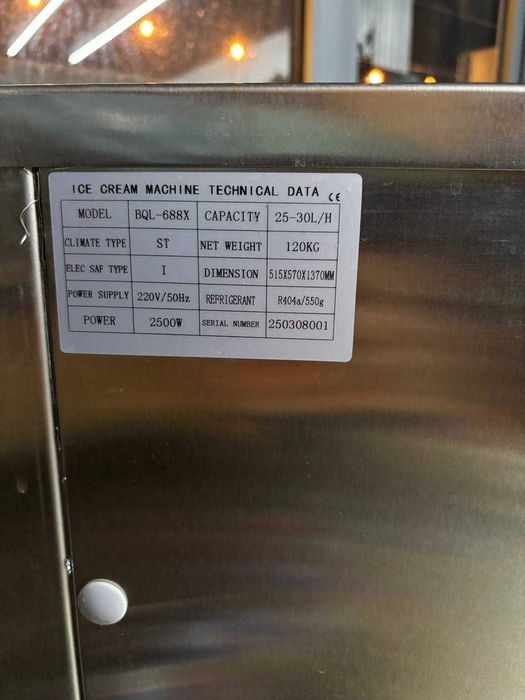 ICE CREAM MACHINE TECHNICAL DATA CE
MODEL BQL-688X CAPACITY 25-30L/H
CLIMATE TYPE ST NET WEIGHT 120KG
ELEC SAF TYPE I DIMENSION 515X570X1370MM
POWER SUPPLY 220V/50Hz REFRIGERANT R404a/550g
POWER 2500W SERIAL NUMBER 250308001